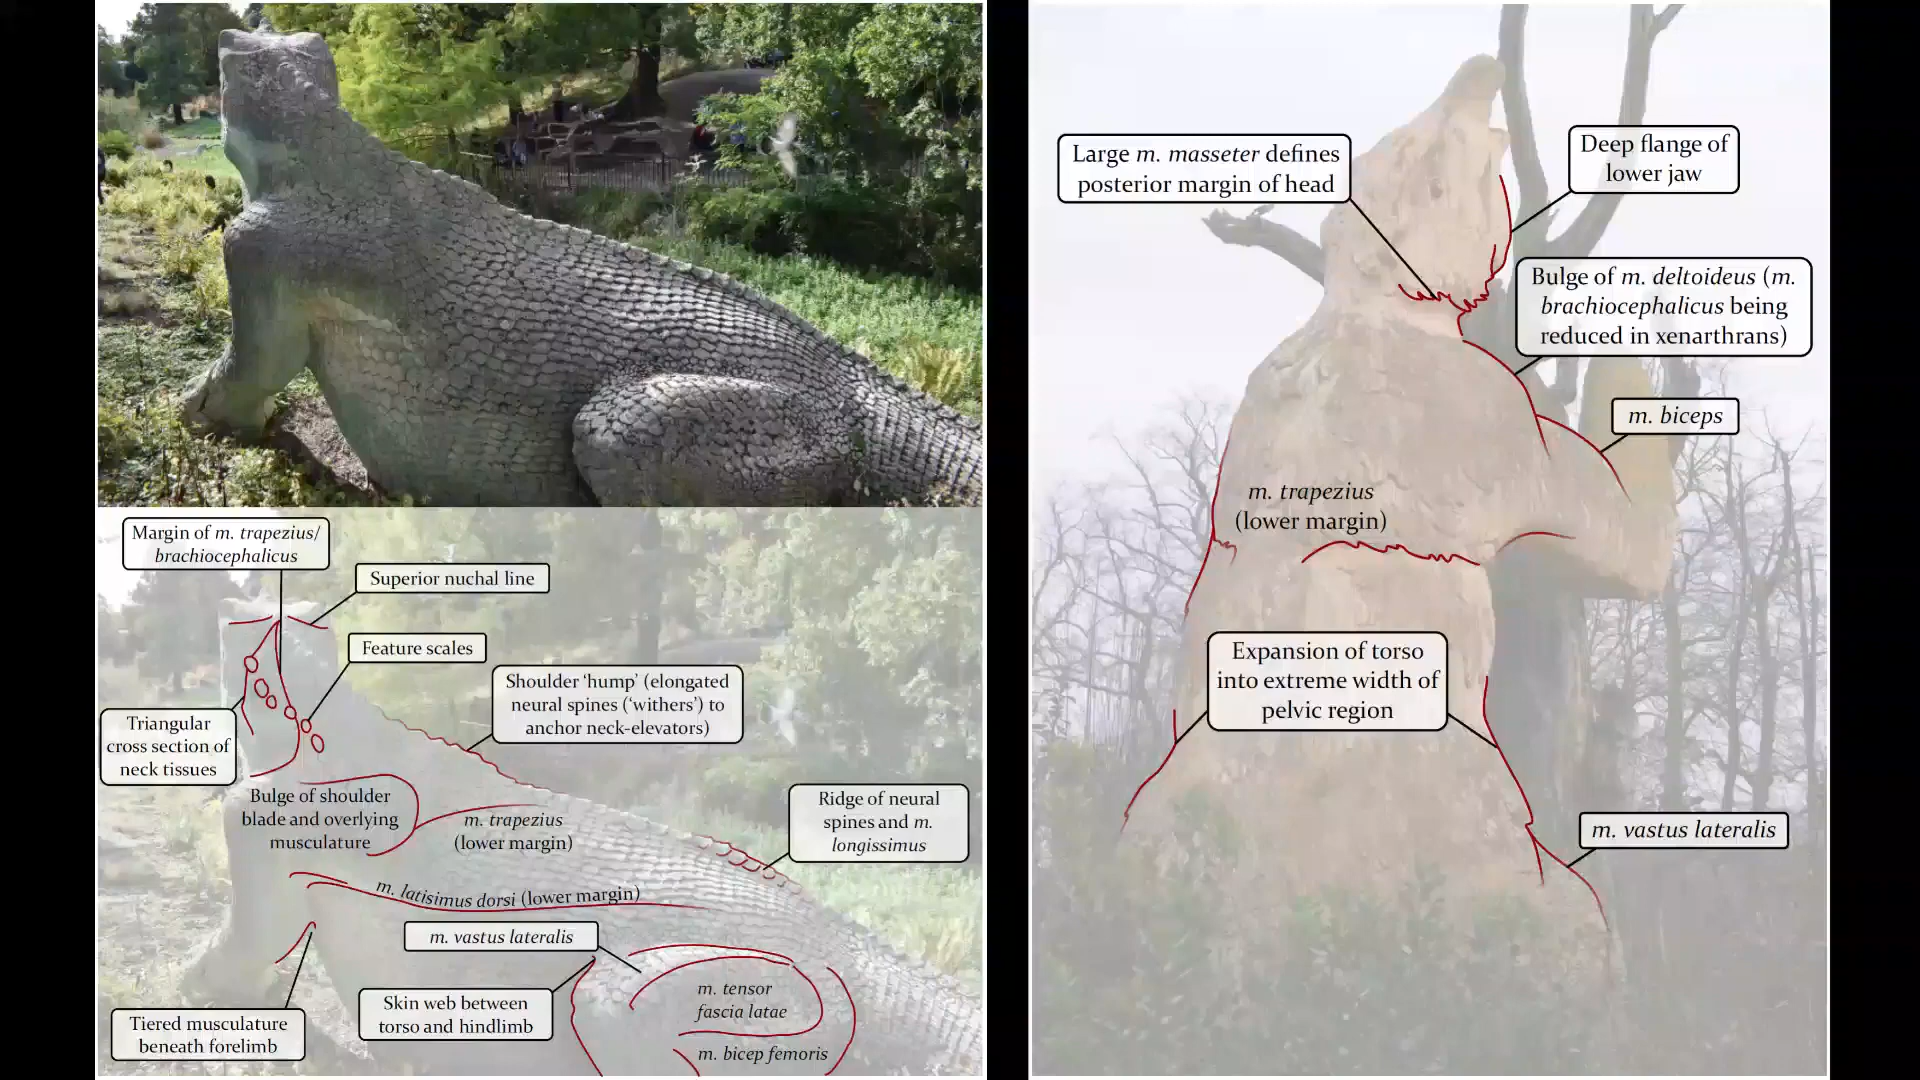 Margin of m. trapezius/
brachiocephalicus
Superior nuchal line
Feature scales
Shoulder ‘hump’ (elongated
neural spines (‘withers’) to
anchor neck-elevators)
Triangular
cross section of
neck tissues
Bulge of shoulder
blade and overlying
musculature
m. trapezius
(lower margin)
Ridge of neural
spines and m.
longissimus
m. latisimus dorsi (lower margin)
m. vastus lateralis
Skin web between
torso and hindlimb
m. tensor
fascia latae
m. bicep femoris
Tiered musculature
beneath forelimb
Large m. masseter defines
posterior margin of head
Deep flange of
lower jaw
Bulge of m. deltoideus (m.
brachiocephalicus being
reduced in xenarthrans)
m. biceps
m. trapezius
(lower margin)
Expansion of torso
into extreme width of
pelvic region
m. vastus lateralis